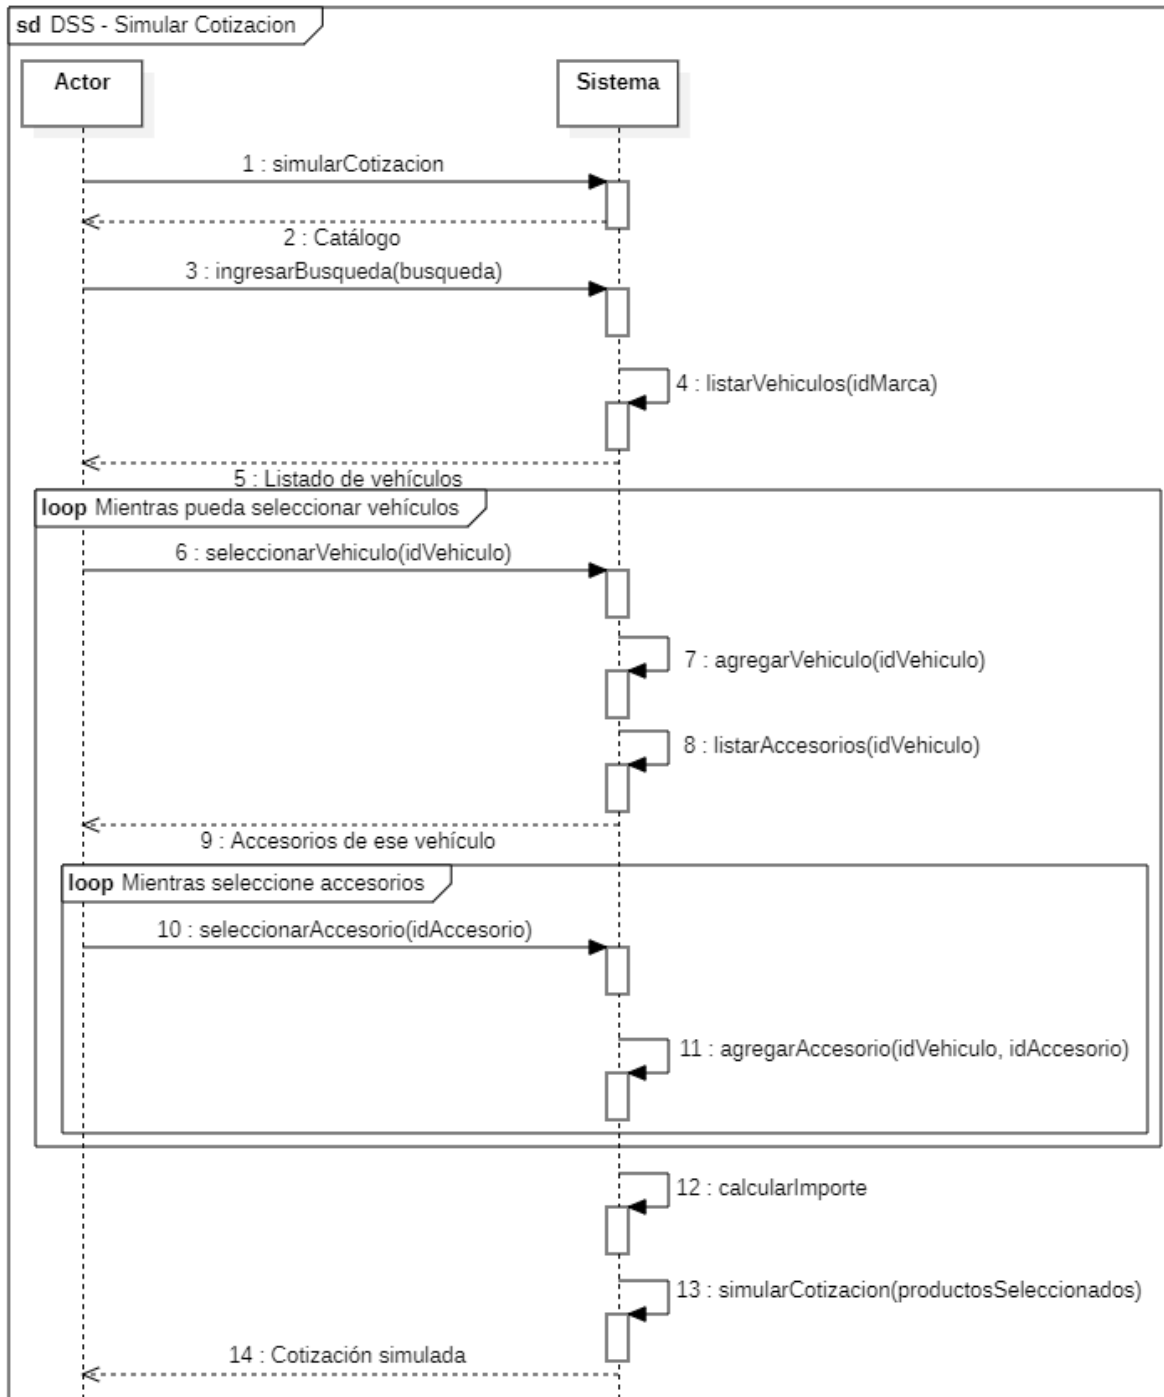 sd DSS - Simular Cotizacion
Actor
Sistema
1 : simularCotizacion
2 : Catálogo
3 : ingresarBusqueda(busqueda)
4 : listarVehiculos(idMarca)
5 : Listado de vehículos
loop Mientras pueda seleccionar vehículos
6 : seleccionarVehiculo(idVehiculo)
7 : agregarVehiculo(idVehiculo)
8 : listarAccesorios(idVehiculo)
9 : Accesorios de ese vehículo
loop Mientras seleccione accesorios
10 : seleccionarAccesorio(idAccesorio)
11 : agregarAccesorio(idVehiculo, idAccesorio)
12 : calcularImporte
13 : simularCotizacion(productosSeleccionados)
14 : Cotización simulada